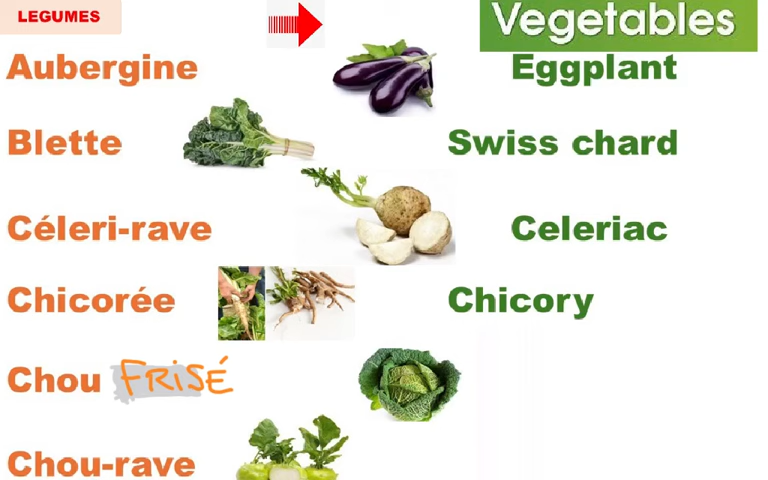 LEGUMES
Vegetables
Aubergine Eggplant
Blette Swiss chard
Céleri-rave Celeriac
Chicorée Chicory
Chou FRISÉ
Chou-rave